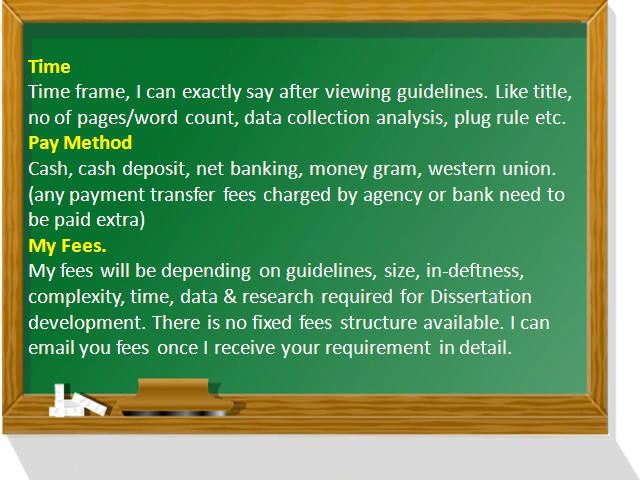 Time
Time frame, I can exactly say after viewing guidelines. Like title,
no of pages/word count, data collection analysis, plug rule etc.
Pay Method
Cash, cash deposit, net banking, money gram, western union.
(any payment transfer fees charged by agency or bank need to
be paid extra)
My Fees.
My fees will be depending on guidelines, size, in-deftness,
complexity, time, data & research required for Dissertation
development. There is no fixed fees structure available. I can
email you fees once I receive your requirement in detail.